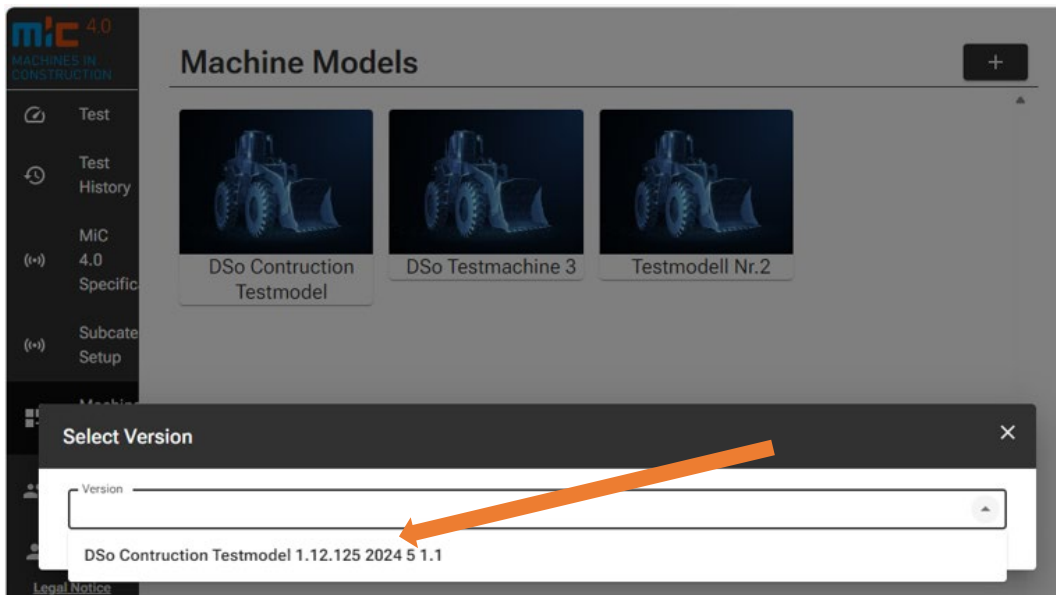 mic 4.0
MACHINES IN
CONSTRUCTION
Machine Models
+
Test
Test
History
MiC
4.0
Specific
Subcate
Setup
DSo Contruction
Testmodel
DSo Testmachine 3
Testmodell Nr.2
Select Version
Version
DSo Contruction Testmodel 1.12.125 2024 5 1.1
Legal Notice